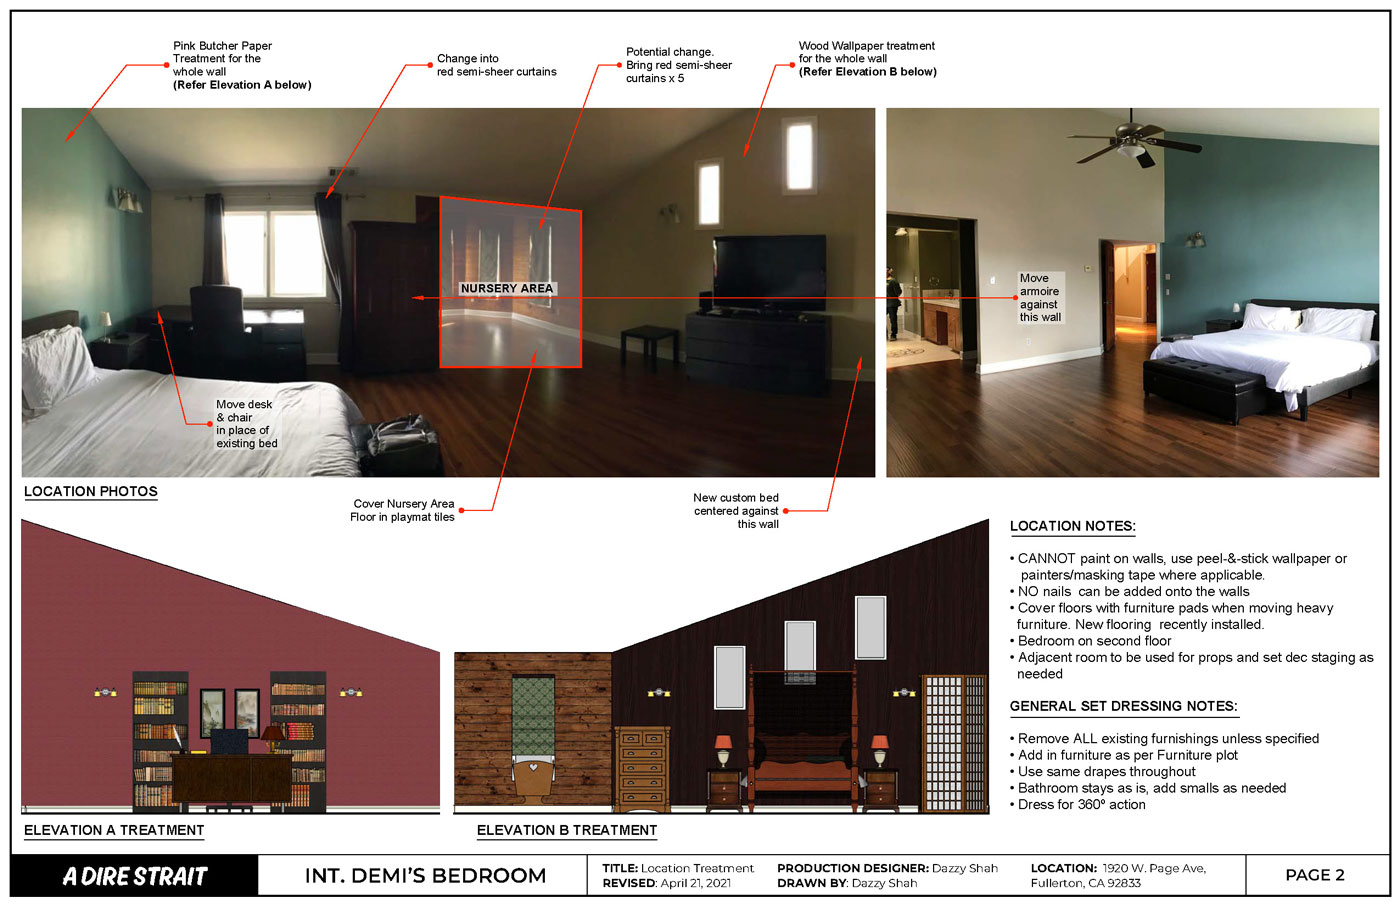 Pink Butcher Paper
Treatment for the
whole wall
(Refer Elevation A below)
Change into
red semi-sheer curtains
Potential change.
Bring red semi-sheer
curtains x 5
Wood Wallpaper treatment
for the whole wall
(Refer Elevation B below)
NURSERY AREA
Move
armoire
against
this wall
Move desk
& chair
in place of
existing bed
LOCATION PHOTOS
Cover Nursery Area
Floor in playmat tiles
New custom bed
centered against
this wall
LOCATION NOTES:
• CANNOT paint on walls, use peel-&-stick wallpaper or
painters/masking tape where applicable.
• NO nails can be added onto the walls
• Cover floors with furniture pads when moving heavy
furniture. New flooring recently installed.
• Bedroom on second floor
• Adjacent room to be used for props and set dec staging as
needed
GENERAL SET DRESSING NOTES:
• Remove ALL existing furnishings unless specified
• Add in furniture as per Furniture plot
• Use same drapes throughout
• Bathroom stays as is, add smalls as needed
• Dress for 360º action
ELEVATION A TREATMENT
ELEVATION B TREATMENT
A DIRE STRAIT
INT. DEMI'S BEDROOM
TITLE: Location Treatment
REVISED: April 21, 2021
PRODUCTION DESIGNER: Dazzy Shah
DRAWN BY: Dazzy Shah
LOCATION: 1920 W. Page Ave,
Fullerton, CA 92833
PAGE 2